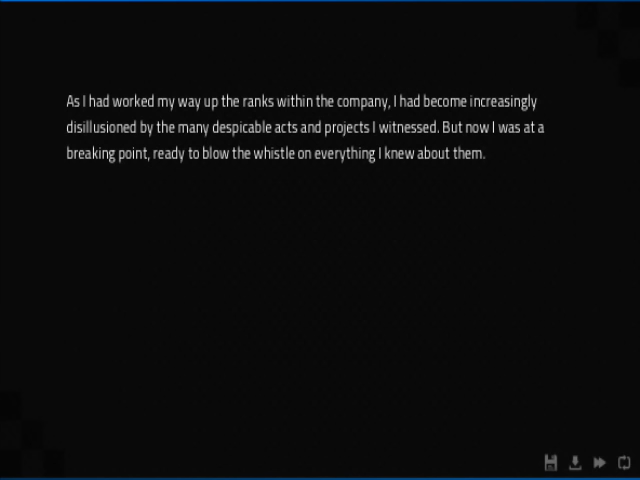 As I had worked my way up the ranks within the company, I had become increasingly
disillusioned by the many despicable acts and projects I witnessed. But now I was at a
breaking point, ready to blow the whistle on everything I knew about them.